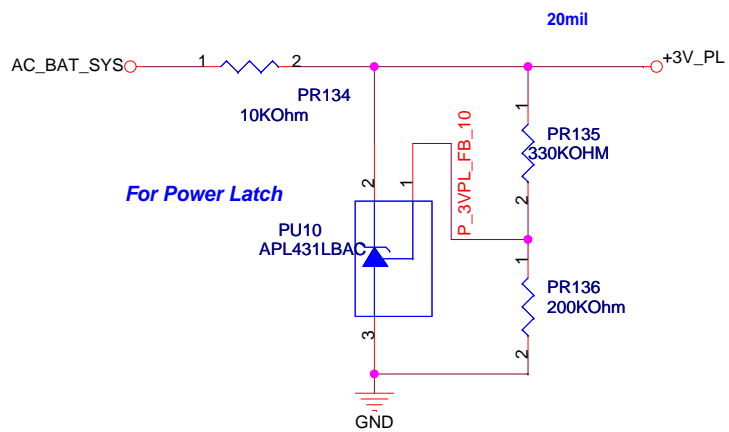 20mil
AC_BAT_SYS
1
2
+3V_PL
PR134
10KOhm
1
PR135
330KOHM
2
P_3VPL_FB_10
2
1
For Power Latch
PU10
APL431LBAC
1
PR136
200KOhm
2
3
GND